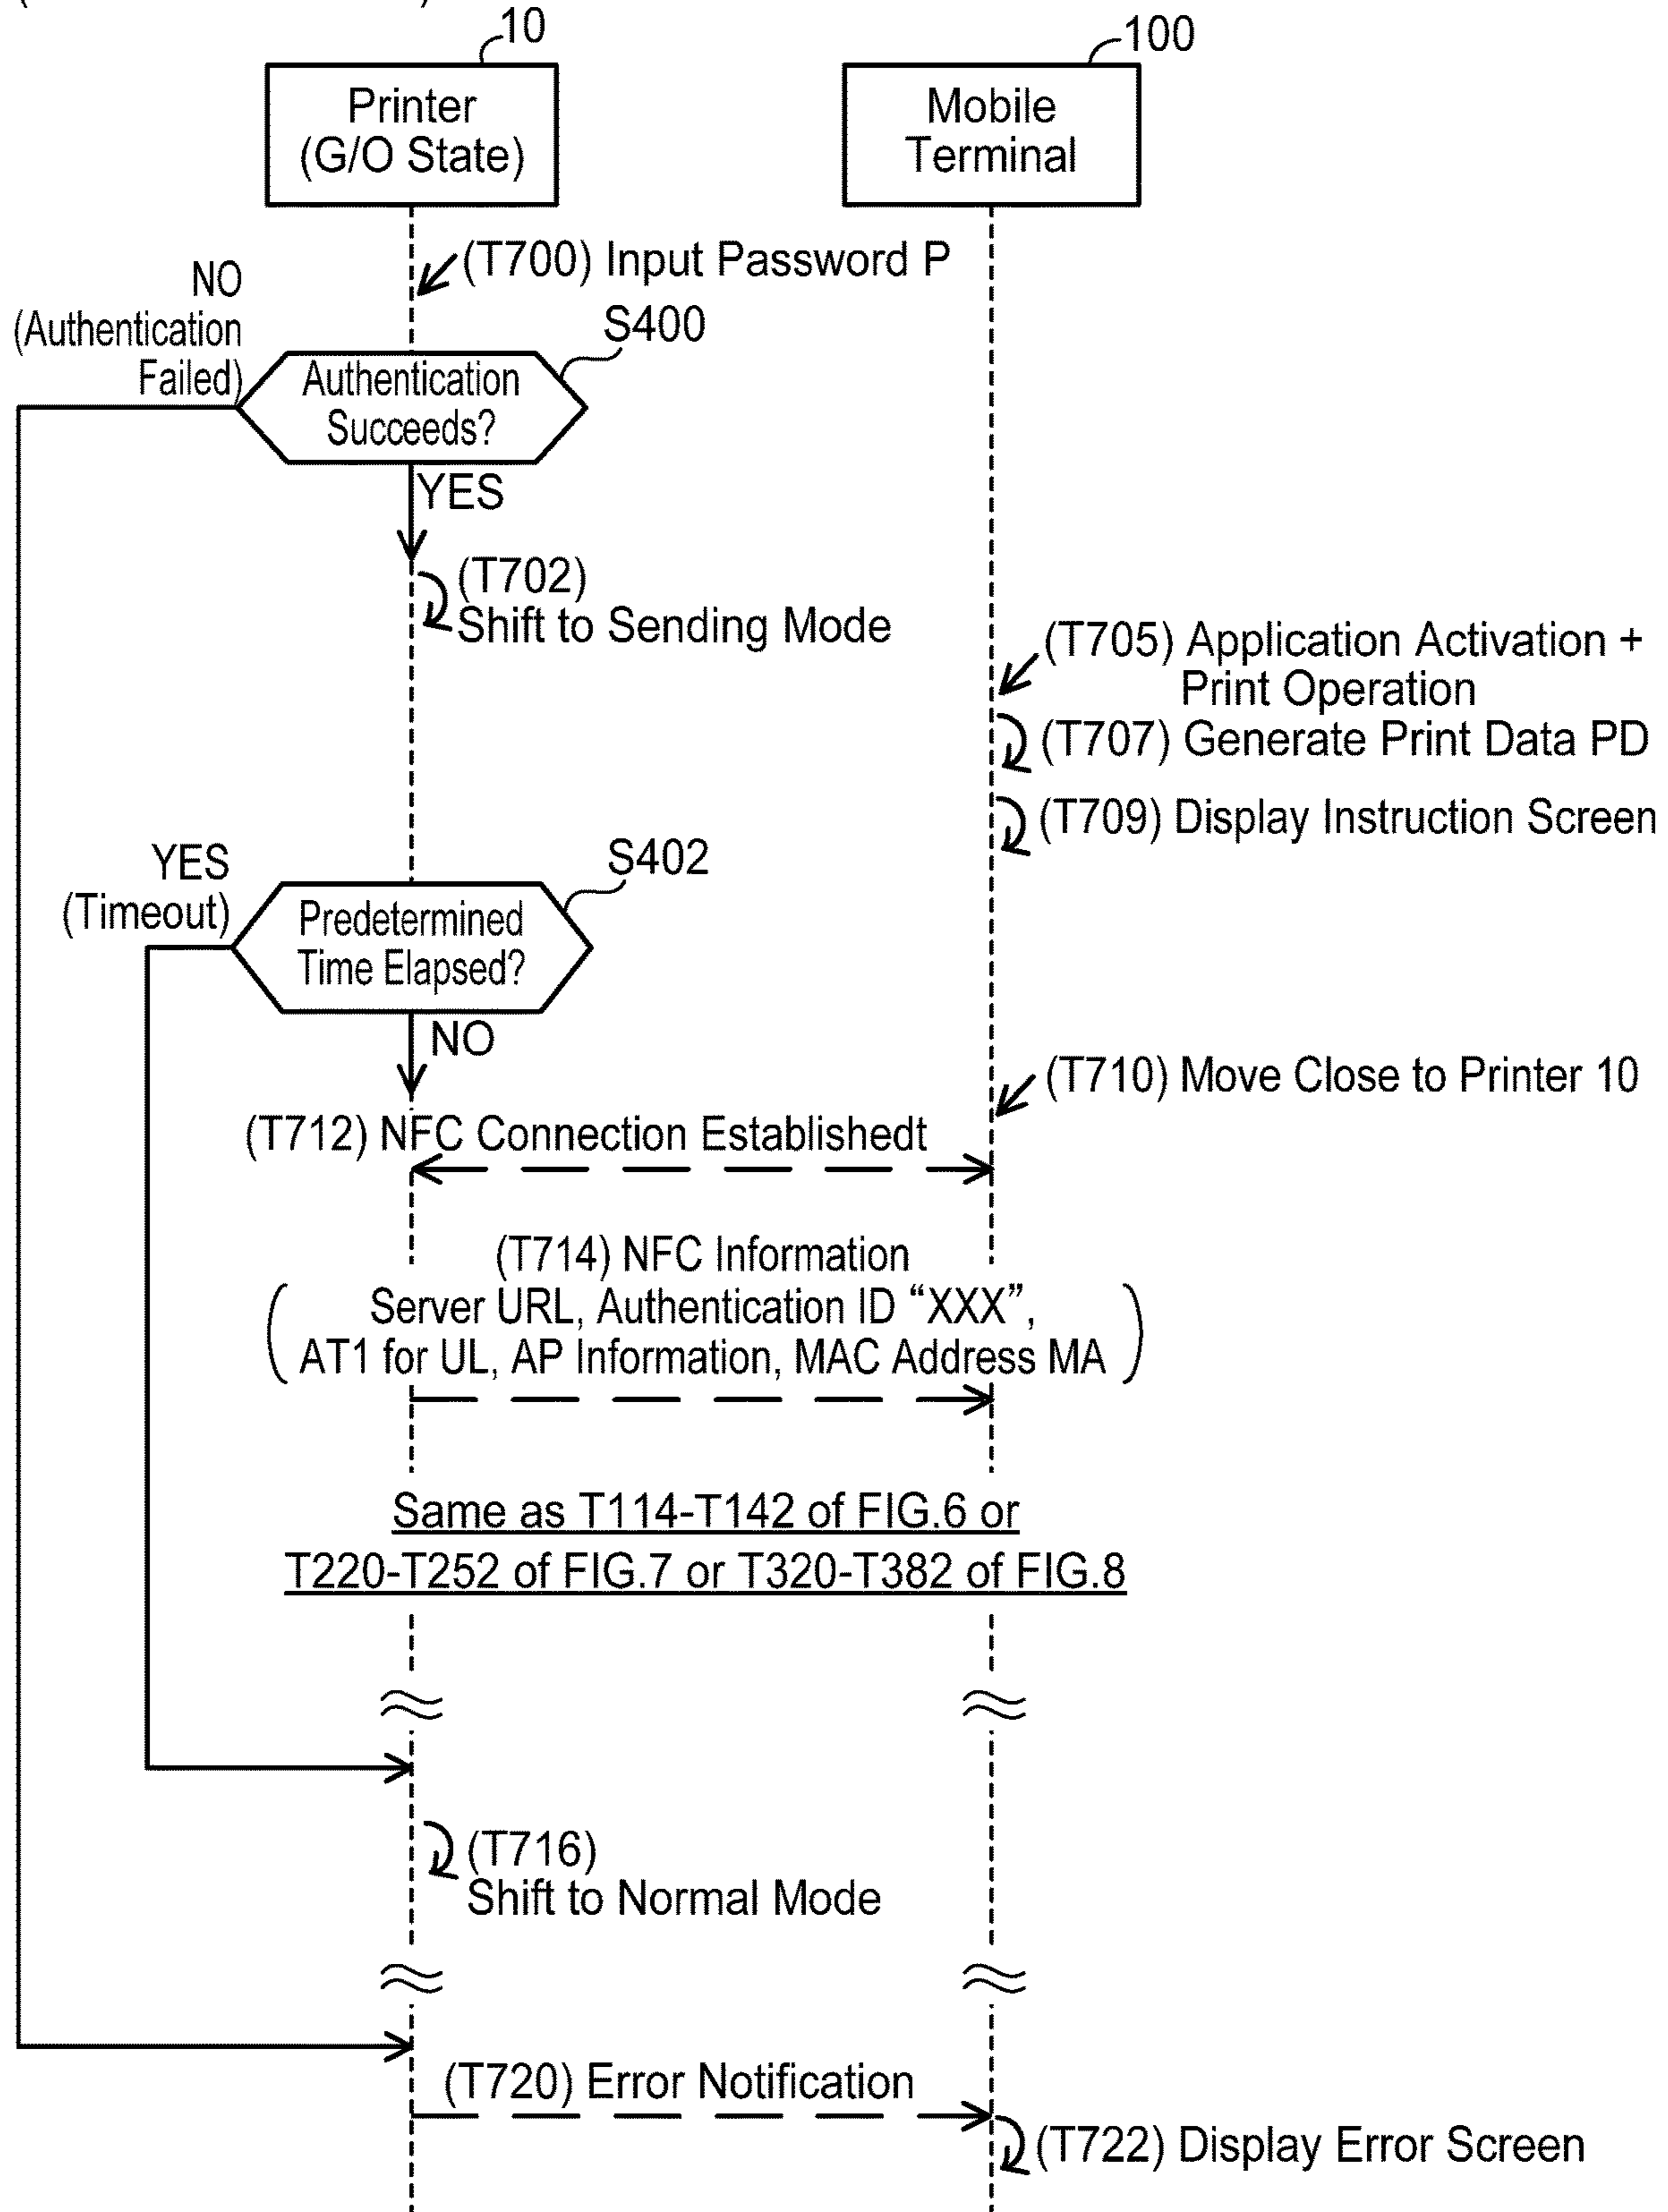 10
100
Printer
(G/O State)
Mobile
Terminal
(T700) Input Password P
NO
(Authentication
Failed)
S400
Authentication
Succeeds?
YES
(T702)
Shift to Sending Mode
(T705) Application Activation +
Print Operation
(T707) Generate Print Data PD
(T709) Display Instruction Screen
YES
(Timeout)
S402
Predetermined
Time Elapsed?
NO
(T710) Move Close to Printer 10
(T712) NFC Connection Establishedt
(T714) NFC Information
Server URL, Authentication ID “XXX”,
AT1 for UL, AP Information, MAC Address MA
Same as T114-T142 of FIG.6 or
T220-T252 of FIG.7 or T320-T382 of FIG.8
(T716)
Shift to Normal Mode
(T720) Error Notification
(T722) Display Error Screen